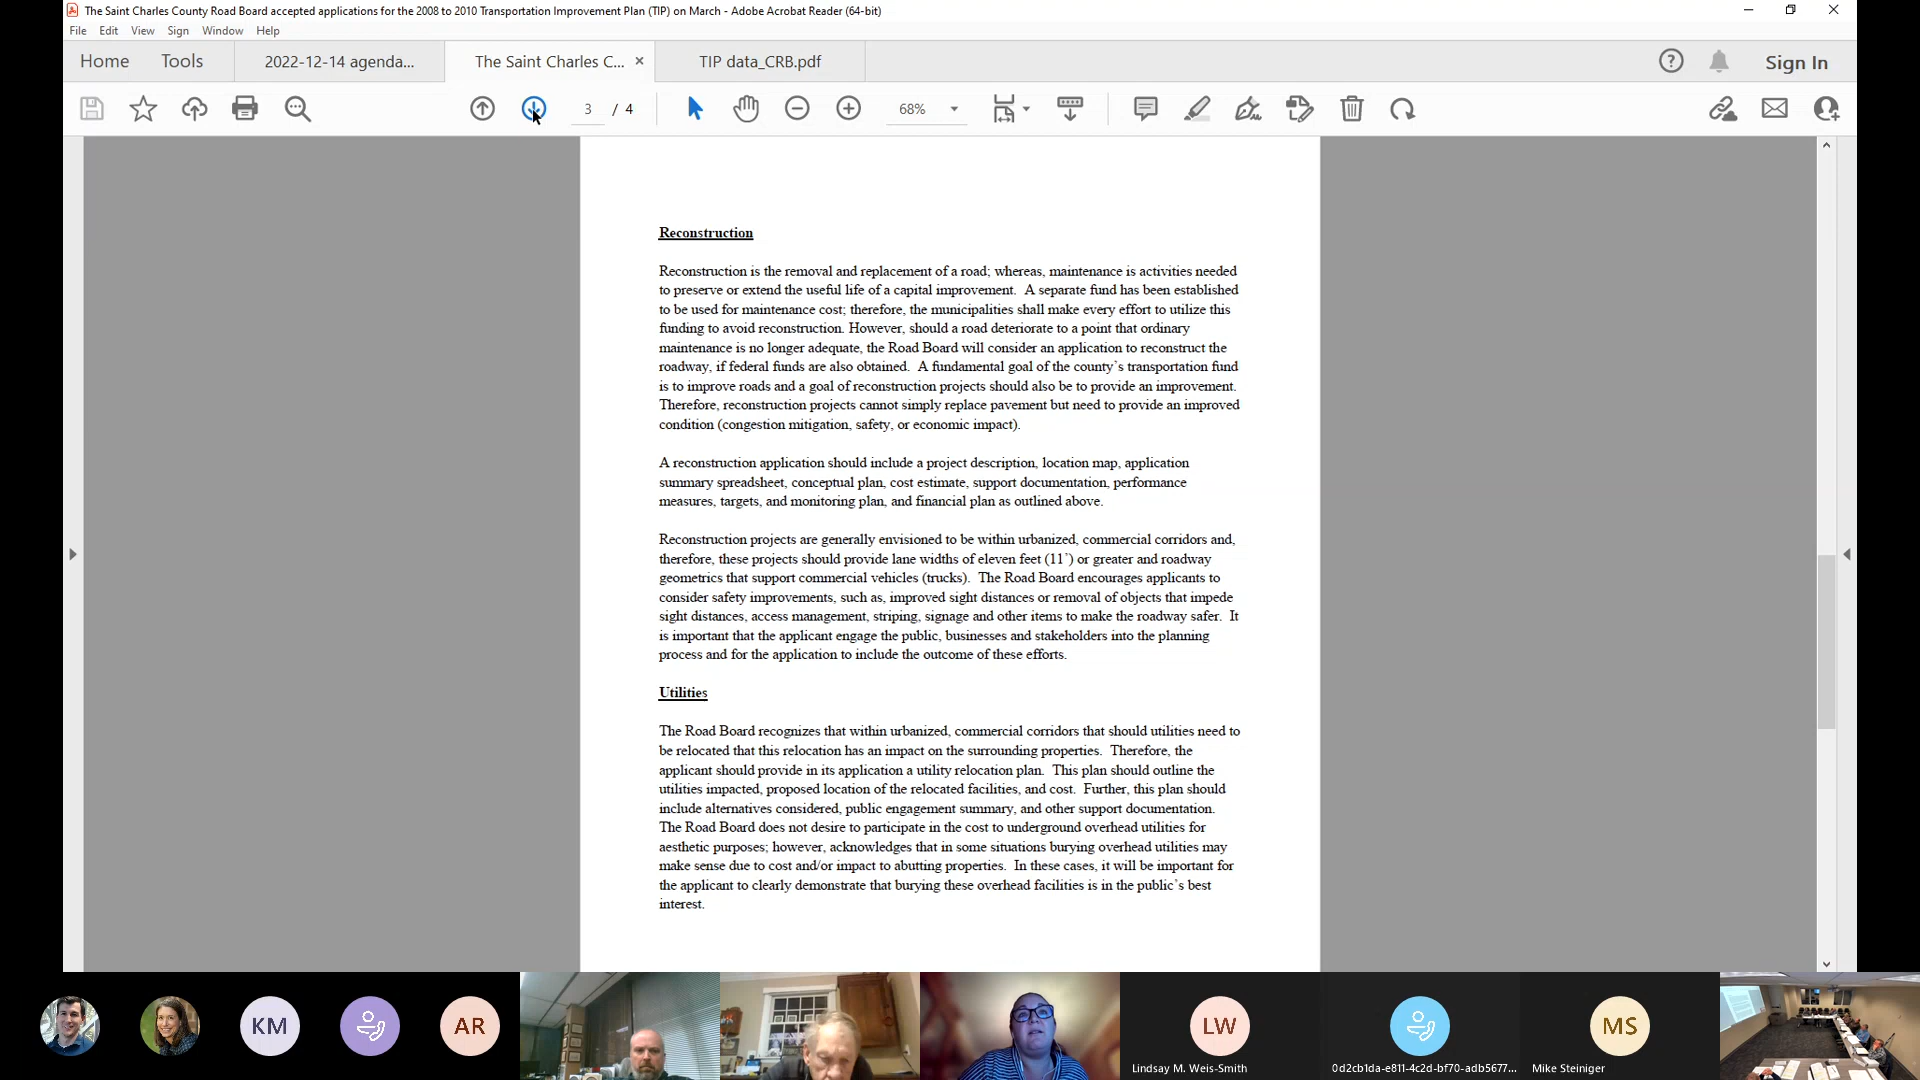 The Saint Charles County Road Board accepted applications for the 2008 to 2010 Transportation Improvement Plan (TIP) on March - Adobe Acrobat Reader (64-bit)
File Edit View Sign Window Help
Home Tools 2022-12-14 agenda... The Saint Charles C... × TIP data_CRB.pdf Sign In
3 / 4 68%
Reconstruction
Reconstruction is the removal and replacement of a road; whereas, maintenance is activities needed
to preserve or extend the useful life of a capital improvement. A separate fund has been established
to be used for maintenance cost; therefore, the municipalities shall make every effort to utilize this
funding to avoid reconstruction. However, should a road deteriorate to a point that ordinary
maintenance is no longer adequate, the Road Board will consider an application to reconstruct the
roadway, if federal funds are also obtained. A fundamental goal of the county's transportation fund
is to improve roads and a goal of reconstruction projects should also be to provide an improvement.
Therefore, reconstruction projects cannot simply replace pavement but need to provide an improved
condition (congestion mitigation, safety, or economic impact).
A reconstruction application should include a project description, location map, application
summary spreadsheet, conceptual plan, cost estimate, support documentation, performance
measures, targets, and monitoring plan, and financial plan as outlined above.
Reconstruction projects are generally envisioned to be within urbanized, commercial corridors and,
therefore, these projects should provide lane widths of eleven feet (11') or greater and roadway
geometrics that support commercial vehicles (trucks). The Road Board encourages applicants to
consider safety improvements, such as, improved sight distances or removal of objects that impede
sight distances, access management, striping, signage and other items to make the roadway safer. It
is important that the applicant engage the public, businesses and stakeholders into the planning
process and for the application to include the outcome of these efforts.
Utilities
The Road Board recognizes that within urbanized, commercial corridors that should utilities need to
be relocated that this relocation has an impact on the surrounding properties. Therefore, the
applicant should provide in its application a utility relocation plan. This plan should outline the
utilities impacted, proposed location of the relocated facilities, and cost. Further, this plan should
include alternatives considered, public engagement summary, and other support documentation.
The Road Board does not desire to participate in the cost to underground overhead utilities for
aesthetic purposes; however, acknowledges that in some situations burying overhead utilities may
make sense due to cost and/or impact to abutting properties. In these cases, it will be important for
the applicant to clearly demonstrate that burying these overhead facilities is in the public's best
interest.
KM AR LW MS
Lindsay M. Weis-Smith 0d2cb1da-e811-4c2d-bf70-adb5677... Mike Steiniger